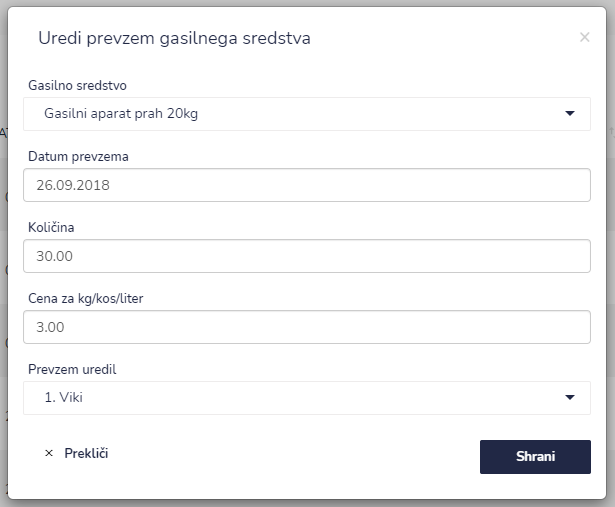 Uredi prevzem gasilnega sredstva
×
Gasilno sredstvo
Gasilni aparat prah 20kg
Datum prevzema
26.09.2018
Količina
30.00
Cena za kg/kos/liter
3.00
Prevzem uredil
1. Viki
× Prekliči
Shrani